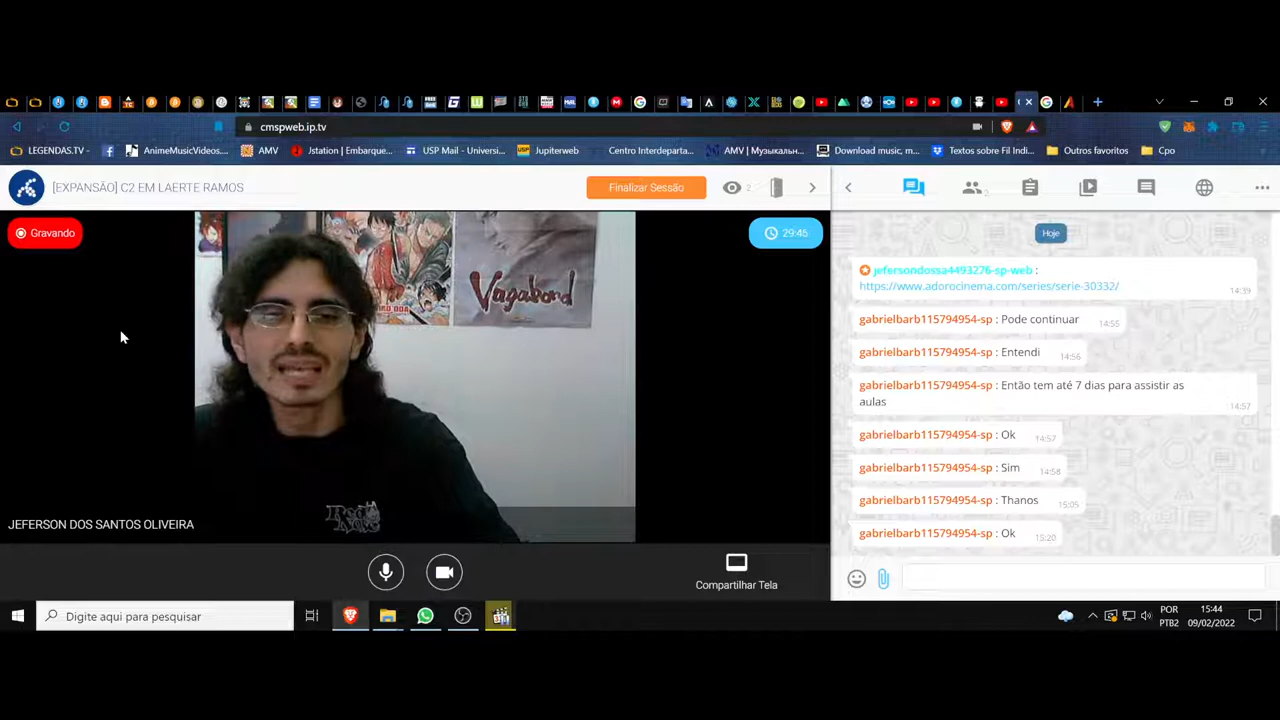 cmspweb.ip.tv
LEGENDAS.TV -
AnimeMusicVideos...
AMV
Jstation | Embarque...
USP Mail - Universi...
Jupiterweb
Centro Interdeparta...
AMV | Музыкальн...
Download music, m...
Textos sobre Fil Indi...
Outros favoritos
Cpo
[EXPANSÃO] C2 EM LAERTE RAMOS
Finalizar Sessão
2
Gravando
29:45
Vagabond
JEFERSON DOS SANTOS OLIVEIRA
Compartilhar Tela
Hoje
jefersondossa4493276-sp-web :
https://www.adorocinema.com/series/serie-30332/
14:39
gabrielbarb115794954-sp : Pode continuar
14:55
gabrielbarb115794954-sp : Entendi
14:56
gabrielbarb115794954-sp : Então tem até 7 dias para assistir as
aulas
14:57
gabrielbarb115794954-sp : Ok
14:57
gabrielbarb115794954-sp : Sim
14:58
gabrielbarb115794954-sp : Thanos
15:05
gabrielbarb115794954-sp : Ok
15:20
Digite aqui para pesquisar
POR
PTB2
15:44
09/02/2022